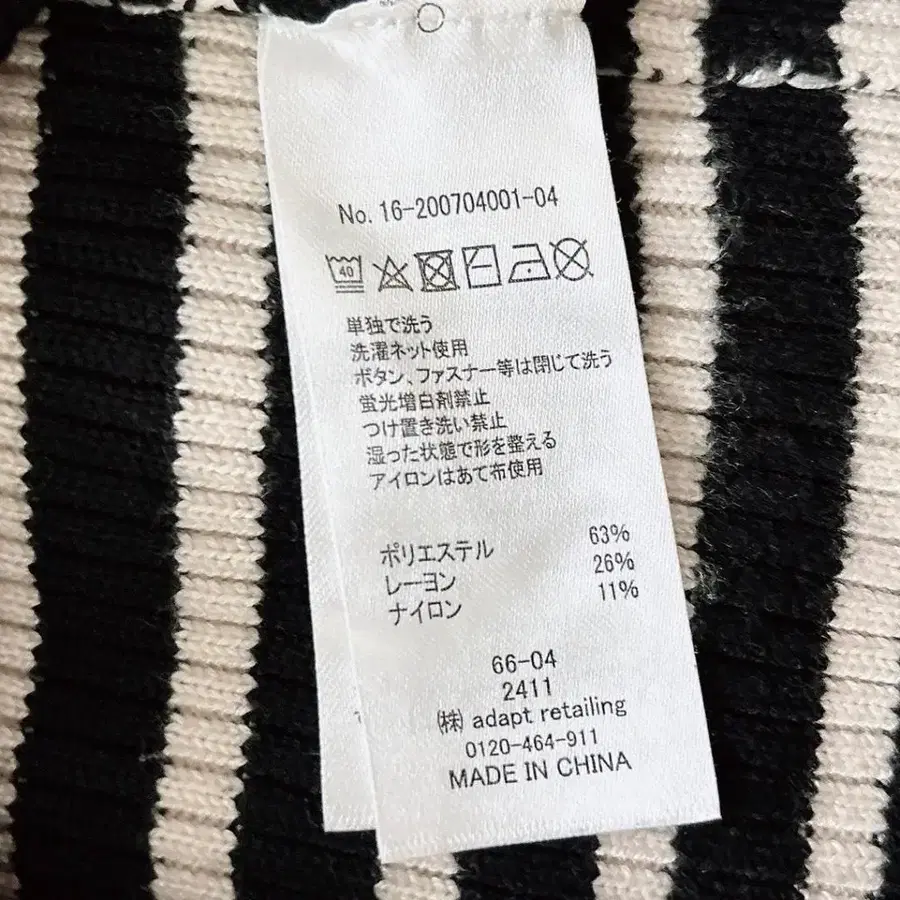 No. 16-200704001-04
40
単独で洗う
洗濯ネット使用
ボタン、ファスナー等は閉じて洗う
蛍光増白剤禁止
つけ置き洗い禁止
湿った状態で形を整える
アイロンはあて布使用
ポリエステル 63%
レーヨン 26%
ナイロン 11%
66-04
2411
㈱ adapt retailing
0120-464-911
MADE IN CHINA